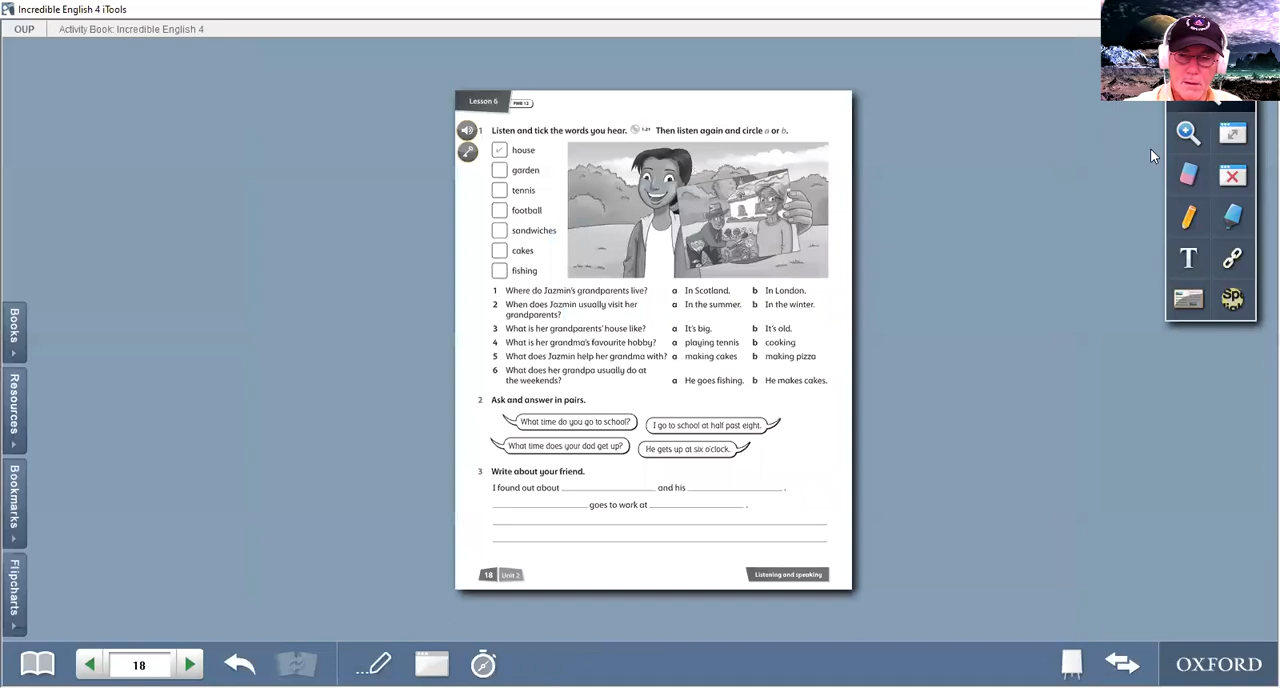 Incredible English 4 iTools
OUP Activity Book: Incredible English 4
Lesson 6 PMB 12
1 Listen and tick the words you hear. 1.21 Then listen again and circle a or b.
house
garden
tennis
football
sandwiches
cakes
fishing
1 Where do Jazmin's grandparents live? a In Scotland. b In London.
2 When does Jazmin usually visit her a In the summer. b In the winter.
grandparents?
3 What is her grandparents' house like? a It's big. b It's old.
4 What is her grandma's favourite hobby? a playing tennis b cooking
5 What does Jazmin help her grandma with? a making cakes b making pizza
6 What does her grandpa usually do at
the weekends? a He goes fishing. b He makes cakes.
2 Ask and answer in pairs.
What time do you go to school? I go to school at half past eight.
What time does your dad get up? He gets up at six o'clock.
3 Write about your friend.
I found out about and his .
goes to work at .
18 Unit 2 Listening and speaking
Books
Resources
Bookmarks
Flipcharts
T
18
OXFORD